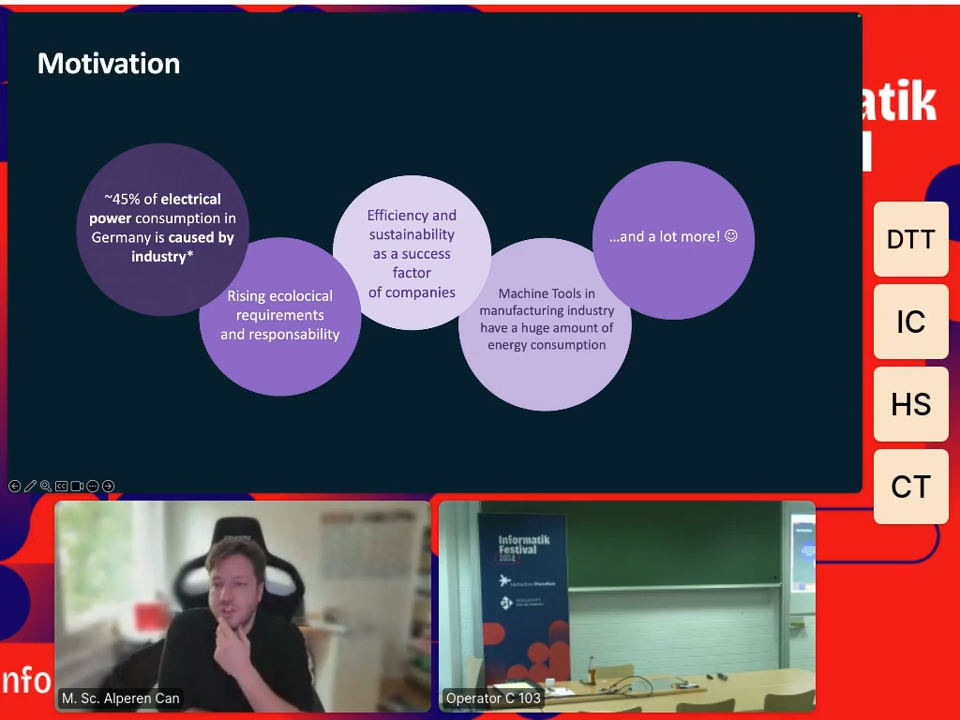 Motivation
~45% of electrical
power consumption in
Germany is caused by
industry*
Rising ecolocical
requirements
and responsability
Efficiency and
sustainability
as a success
factor
of companies
Machine Tools in
manufacturing industry
have a huge amount of
energy consumption
...and a lot more! ☺
atik
DTT
IC
HS
CT
nfo
M. Sc. Alperen Can
Informatik
Festival
2024
Hochschule
Operator C 103